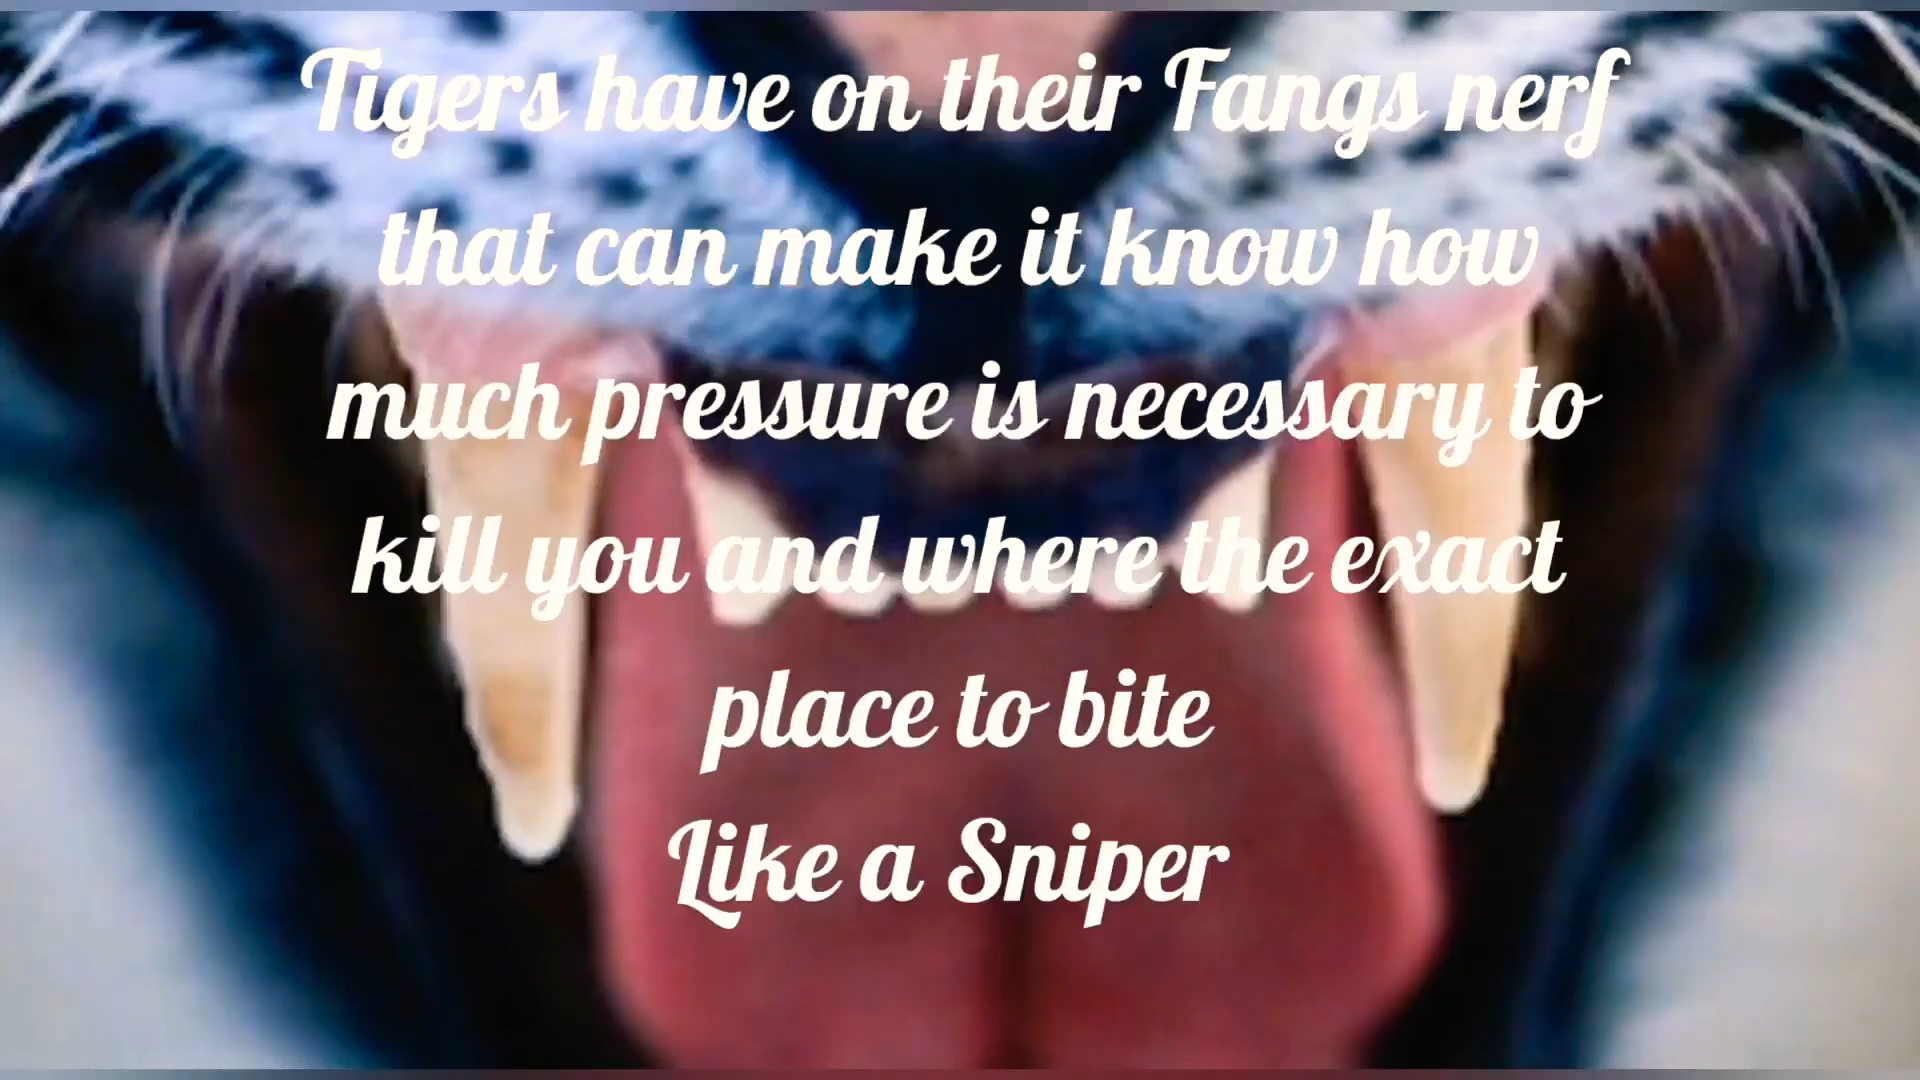 Tigers have on their Fangs nerf
that can make it know how
much pressure is necessary to
kill you and where the exact
place to bite
Like a Sniper